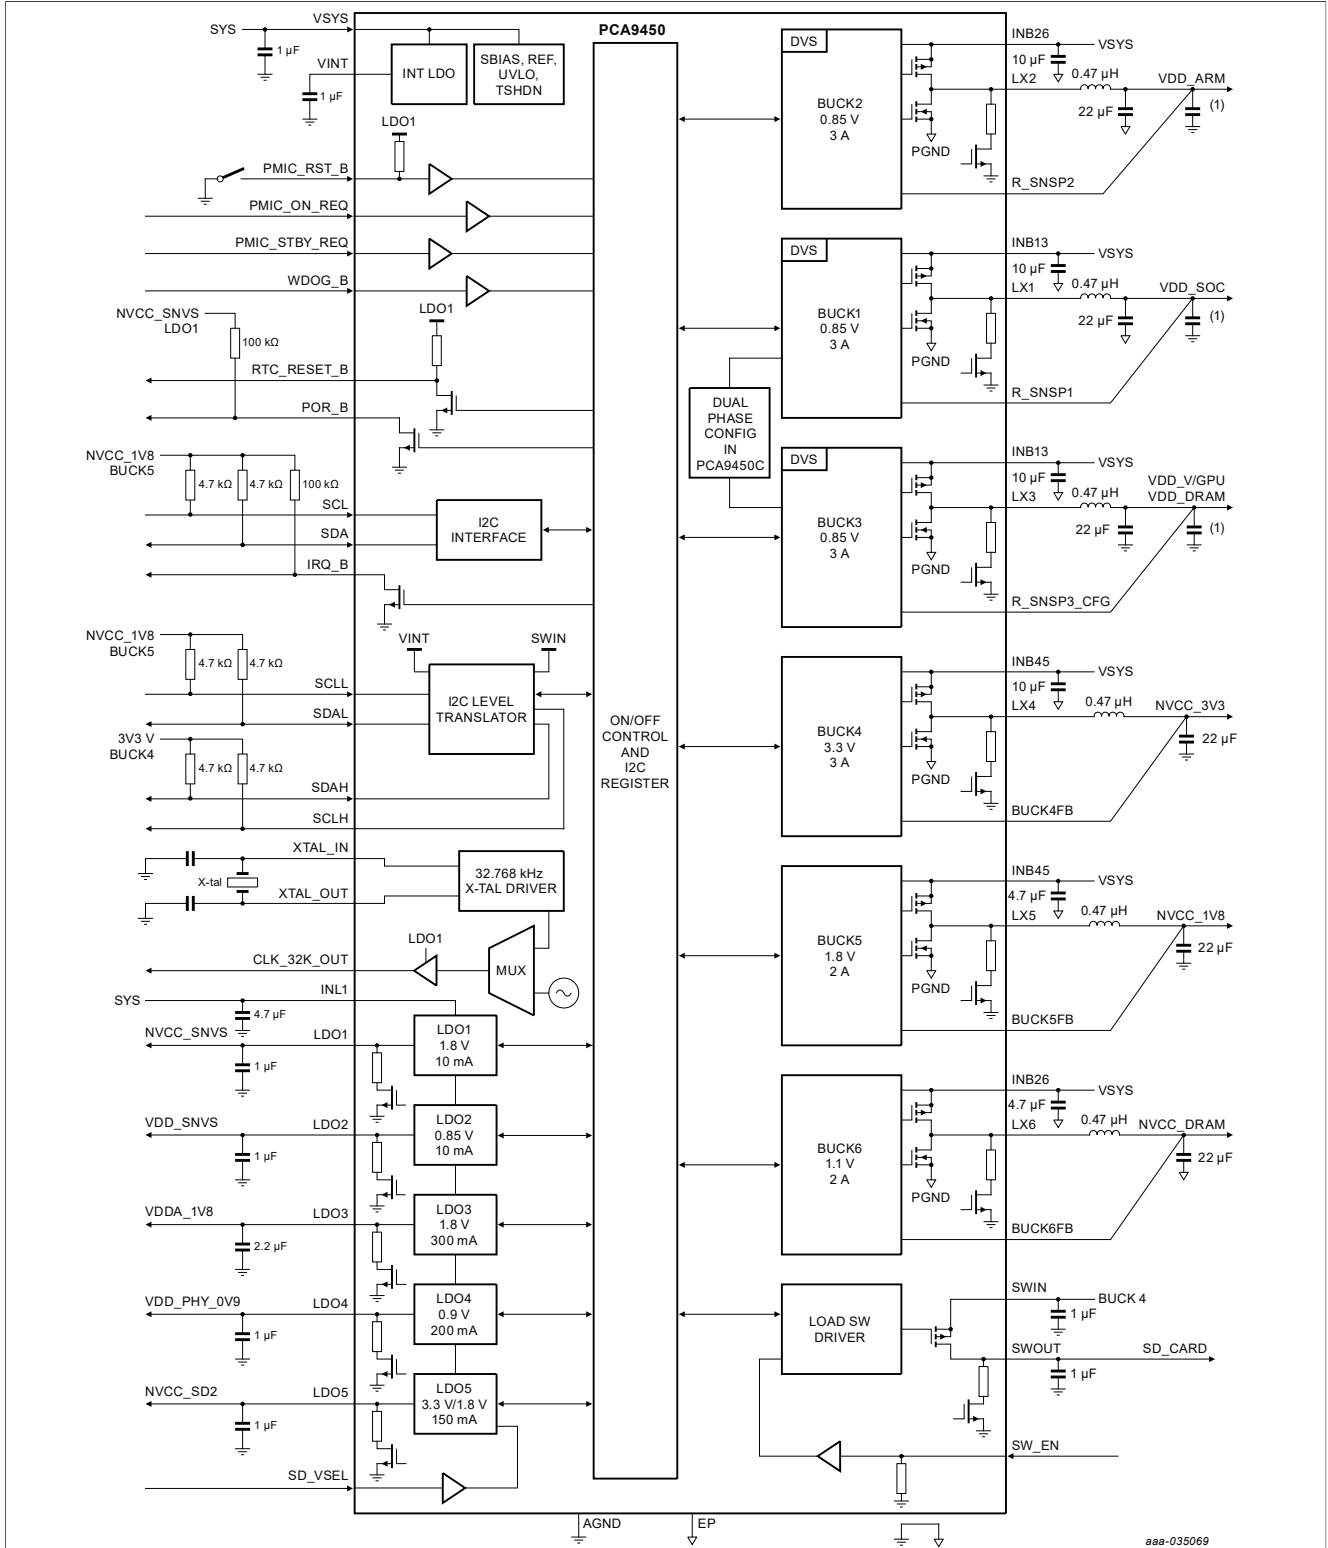 PCA9450
VSYS
SYS
1 µF
VINT
1 µF
INT LDO
SBIAS, REF,
UVLO,
TSHDN
LDO1
PMIC_RST_B
PMIC_ON_REQ
PMIC_STBY_REQ
WDOG_B
NVCC_SNVS
LDO1
100 kΩ
LDO1
RTC_RESET_B
POR_B
NVCC_1V8
BUCK5
4.7 kΩ
4.7 kΩ
100 kΩ
SCL
SDA
IRQ_B
I2C
INTERFACE
NVCC_1V8
BUCK5
4.7 kΩ
4.7 kΩ
VINT
SWIN
SCLL
SDAL
I2C LEVEL
TRANSLATOR
3V3 V
BUCK4
4.7 kΩ
4.7 kΩ
SDAH
SCLH
XTAL_IN
X-tal
XTAL_OUT
32.768 kHz
X-TAL DRIVER
LDO1
CLK_32K_OUT
MUX
INL1
SYS
4.7 µF
NVCC_SNVS
LDO1
1 µF
LDO1
1.8 V
10 mA
VDD_SNVS
LDO2
1 µF
LDO2
0.85 V
10 mA
VDDA_1V8
LDO3
2.2 µF
LDO3
1.8 V
300 mA
VDD_PHY_0V9
LDO4
1 µF
LDO4
0.9 V
200 mA
NVCC_SD2
LDO5
1 µF
LDO5
3.3 V/1.8 V
150 mA
SD_VSEL
ON/OFF
CONTROL
AND
I2C
REGISTER
DVS
BUCK2
0.85 V
3 A
PGND
INB26
VSYS
10 µF
LX2
0.47 µH
VDD_ARM
22 µF
(1)
R_SNSP2
DVS
BUCK1
0.85 V
3 A
PGND
INB13
VSYS
10 µF
LX1
0.47 µH
VDD_SOC
22 µF
(1)
R_SNSP1
DUAL
PHASE
CONFIG
IN
PCA9450C
DVS
BUCK3
0.85 V
3 A
PGND
INB13
VSYS
10 µF
LX3
0.47 µH
VDD_V/GPU
VDD_DRAM
22 µF
(1)
R_SNSP3_CFG
BUCK4
3.3 V
3 A
PGND
INB45
VSYS
10 µF
LX4
0.47 µH
NVCC_3V3
22 µF
BUCK4FB
BUCK5
1.8 V
2 A
PGND
INB45
VSYS
4.7 µF
LX5
0.47 µH
NVCC_1V8
22 µF
BUCK5FB
BUCK6
1.1 V
2 A
PGND
INB26
VSYS
4.7 µF
LX6
0.47 µH
NVCC_DRAM
22 µF
BUCK6FB
LOAD SW
DRIVER
SWIN
BUCK 4
1 µF
SWOUT
SD_CARD
1 µF
SW_EN
AGND
EP
aaa-035069